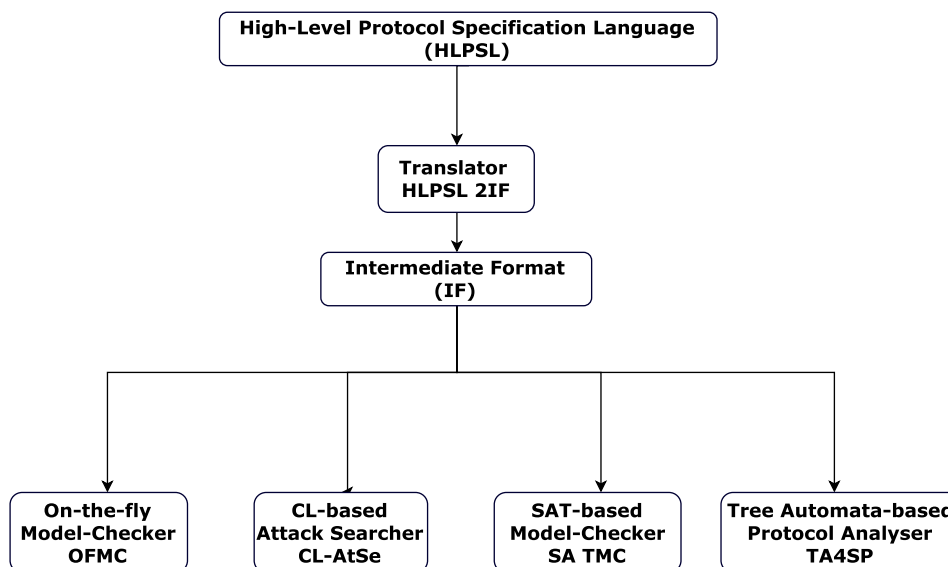 High-Level Protocol Specification Language
(HLPSL)
Translator
HLPSL 2IF
Intermediate Format
(IF)
On-the-fly
Model-Checker
OFMC
CL-based
Attack Searcher
CL-AtSe
SAT-based
Model-Checker
SA TMC
Tree Automata-based
Protocol Analyser
TA4SP